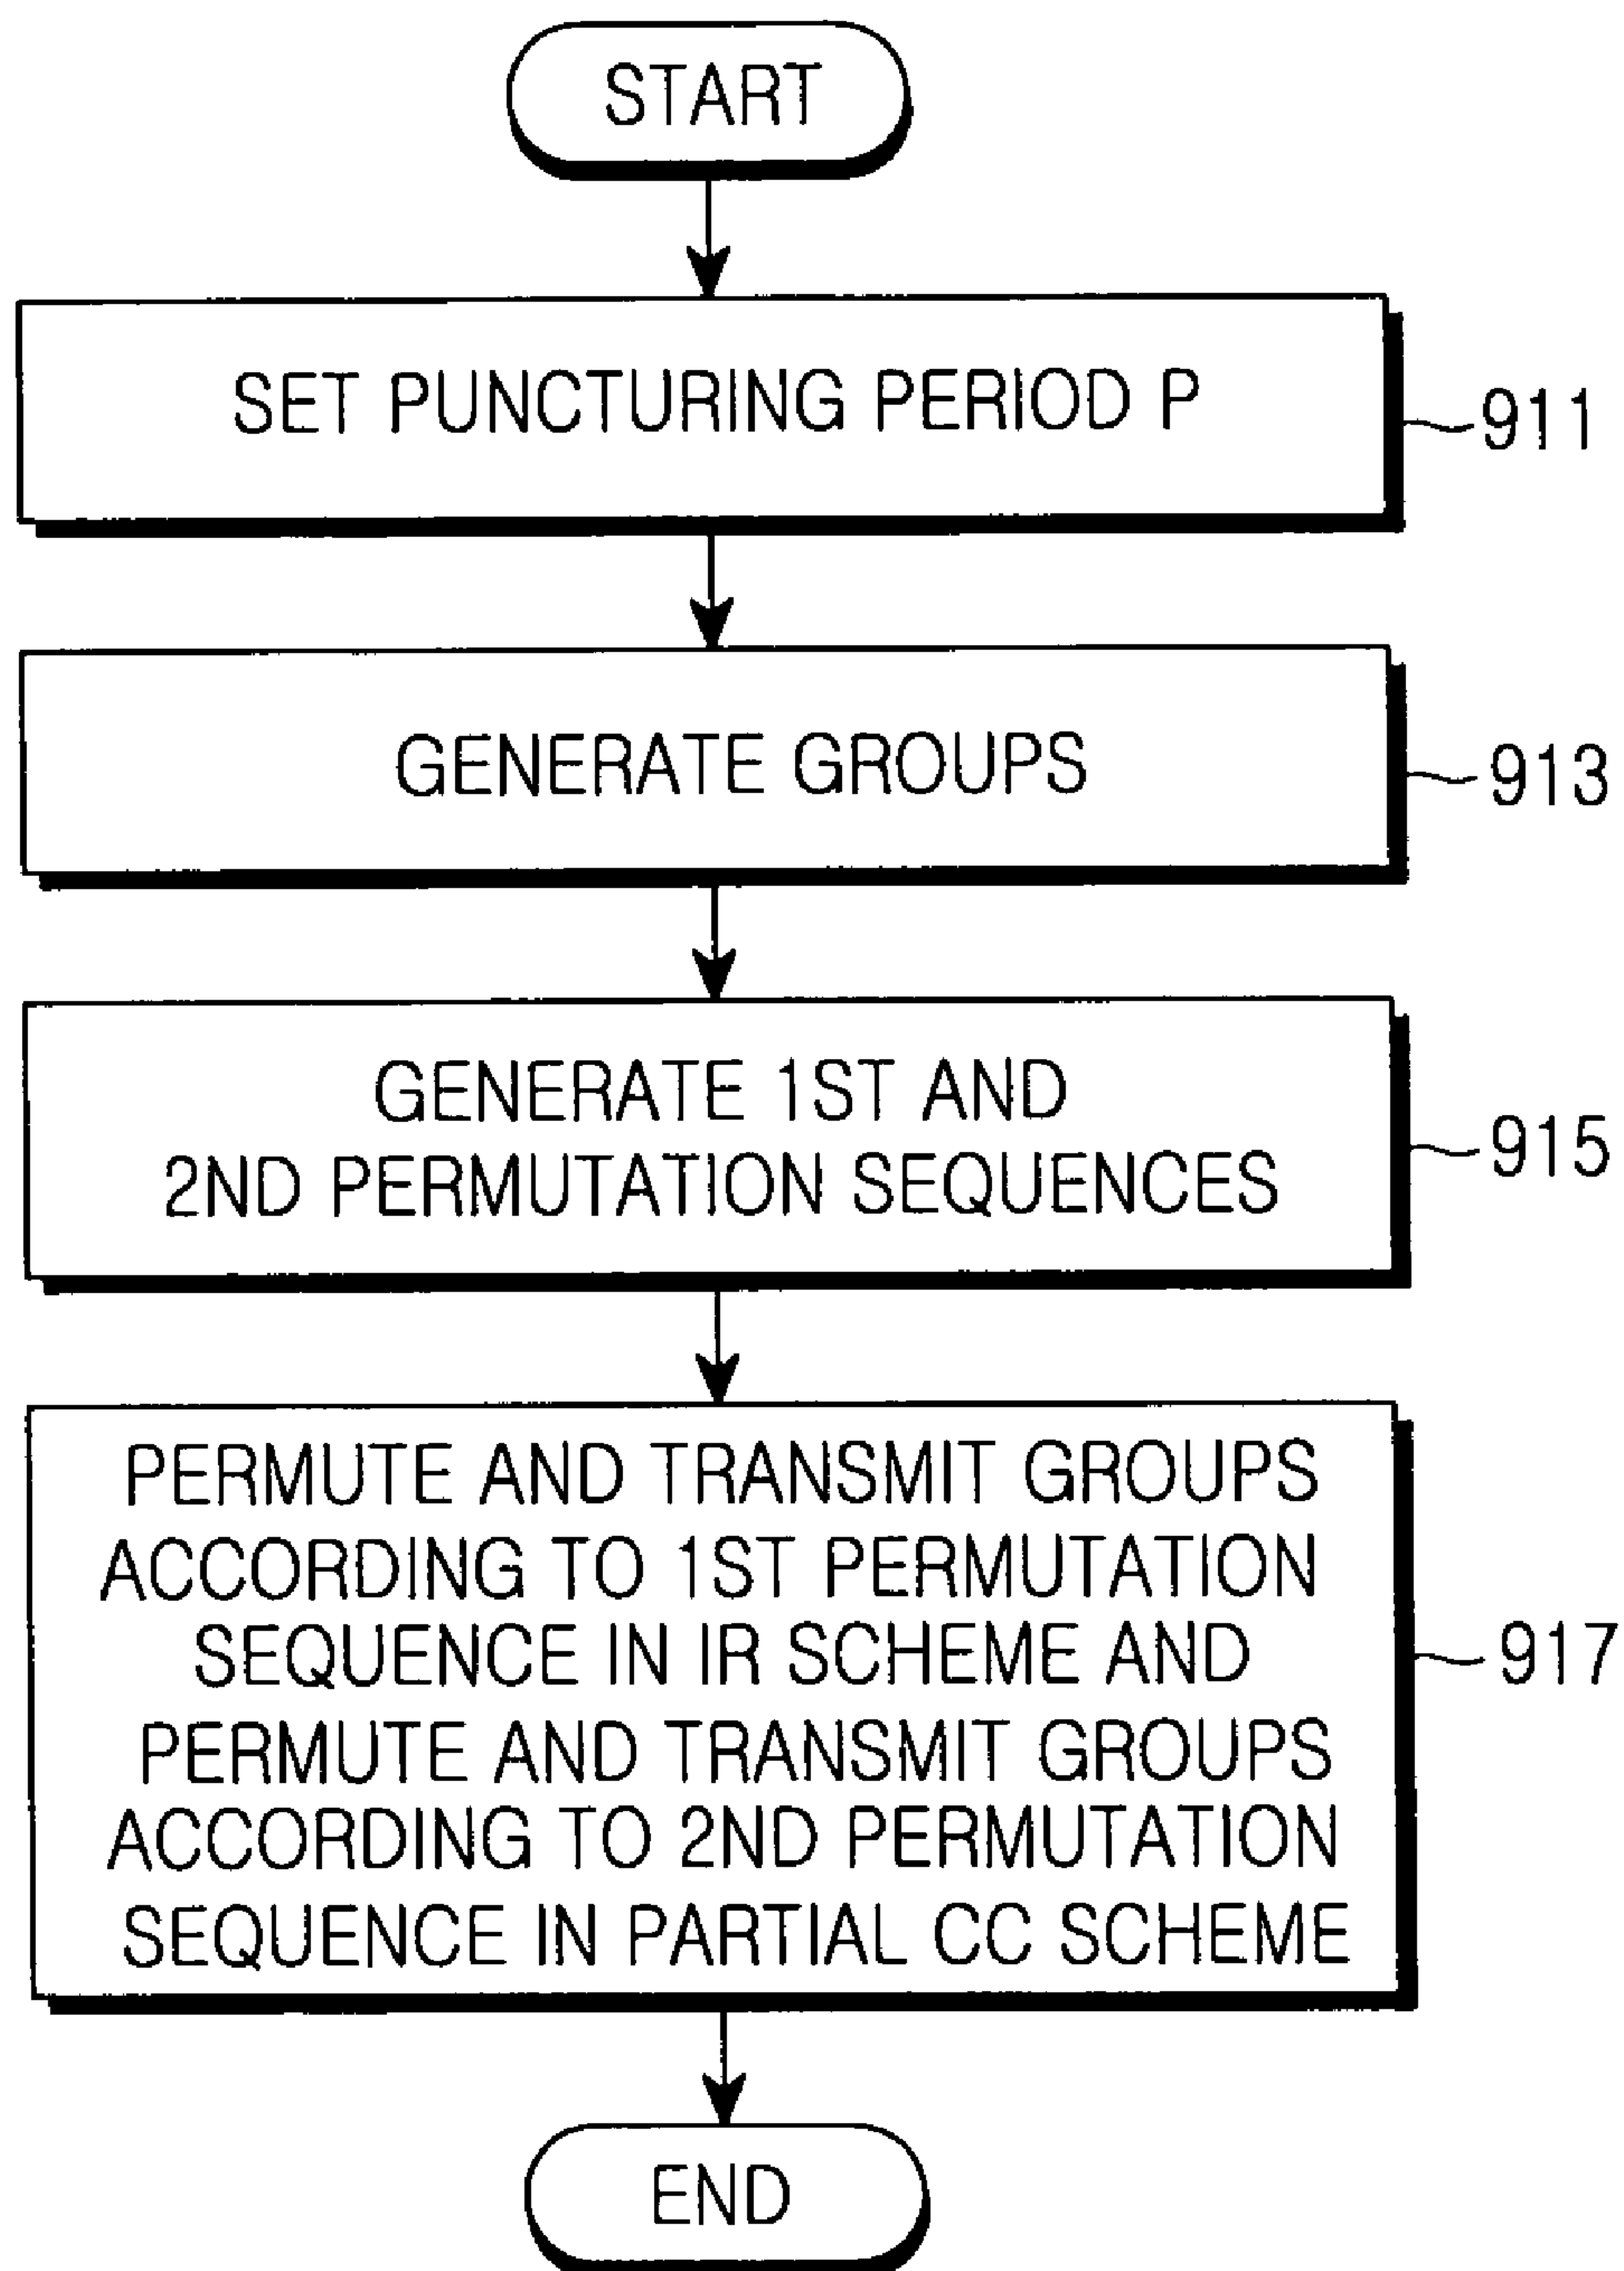 START
SET PUNCTURING PERIOD P
911
GENERATE GROUPS
913
GENERATE 1ST AND
2ND PERMUTATION SEQUENCES
915
PERMUTE AND TRANSMIT GROUPS
ACCORDING TO 1ST PERMUTATION
SEQUENCE IN IR SCHEME AND
PERMUTE AND TRANSMIT GROUPS
ACCORDING TO 2ND PERMUTATION
SEQUENCE IN PARTIAL CC SCHEME
917
END